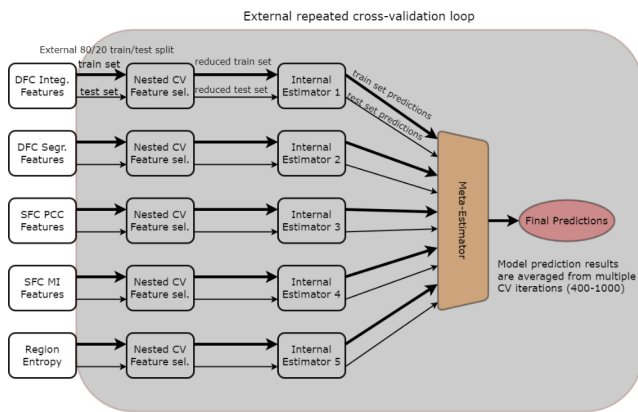 External repeated cross-validation loop
External 80/20 train/test split
train set
test set
reduced train set
reduced test set
train set predictions
test set predictions
DFC Integ.
Features
Nested CV
Feature sel.
Internal
Estimator 1
DFC Segr.
Features
Nested CV
Feature sel.
Internal
Estimator 2
SFC PCC
Features
Nested CV
Feature sel.
Internal
Estimator 3
SFC MI
Features
Nested CV
Feature sel.
Internal
Estimator 4
Region
Entropy
Nested CV
Feature sel.
Internal
Estimator 5
Meta-Estimator
Final Predictions
Model prediction results
are averaged from multiple
CV iterations (400-1000)